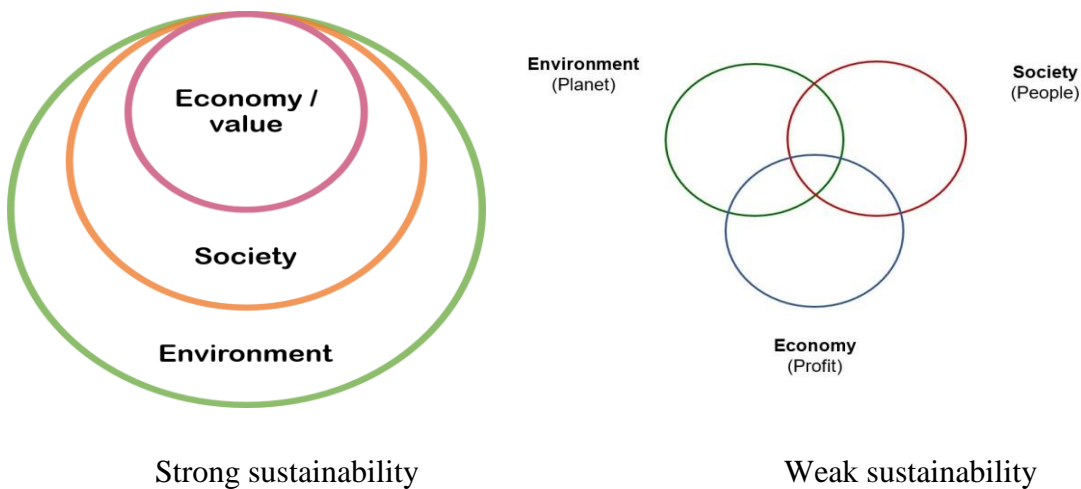 Economy /
value
Society
Environment
Environment
(Planet)
Society
(People)
Economy
(Profit)
Strong sustainability
Weak sustainability